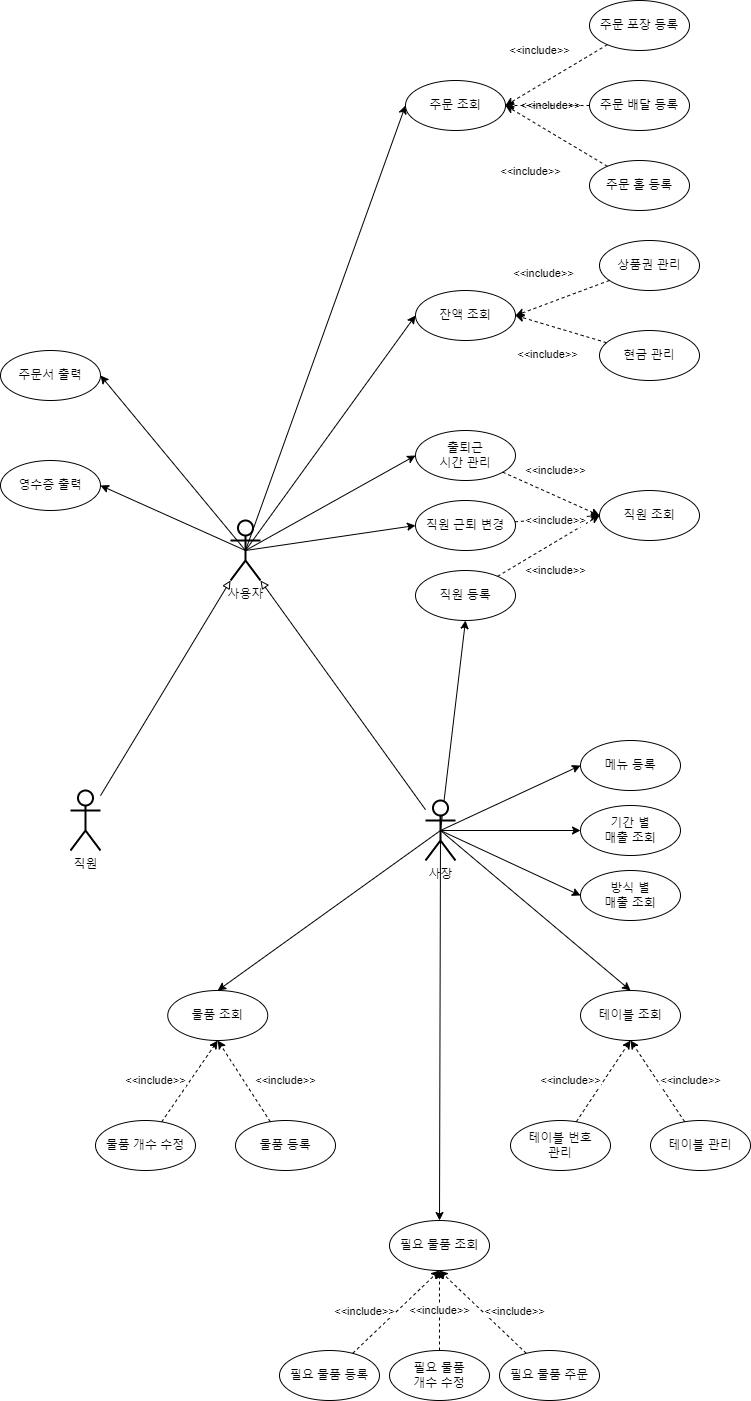 주문 포장 등록
<<include>>
주문 조회
<<include>>
주문 배달 등록
<<include>>
주문 홀 등록
상품권 관리
<<include>>
잔액 조회
<<include>>
현금 관리
주문서 출력
출퇴근
시간 관리
<<include>>
영수증 출력
직원 조회
직원 근퇴 변경
<<include>>
<<include>>
사용자
직원 등록
메뉴 등록
기간 별
매출 조회
직원
사장
방식 별
매출 조회
물품 조회
테이블 조회
<<include>>
<<include>>
<<include>>
<<include>>
물품 개수 수정
물품 등록
테이블 번호
관리
테이블 관리
필요 물품 조회
<<include>>
<<include>>
<<include>>
필요 물품 등록
필요 물품
개수 수정
필요 물품 주문